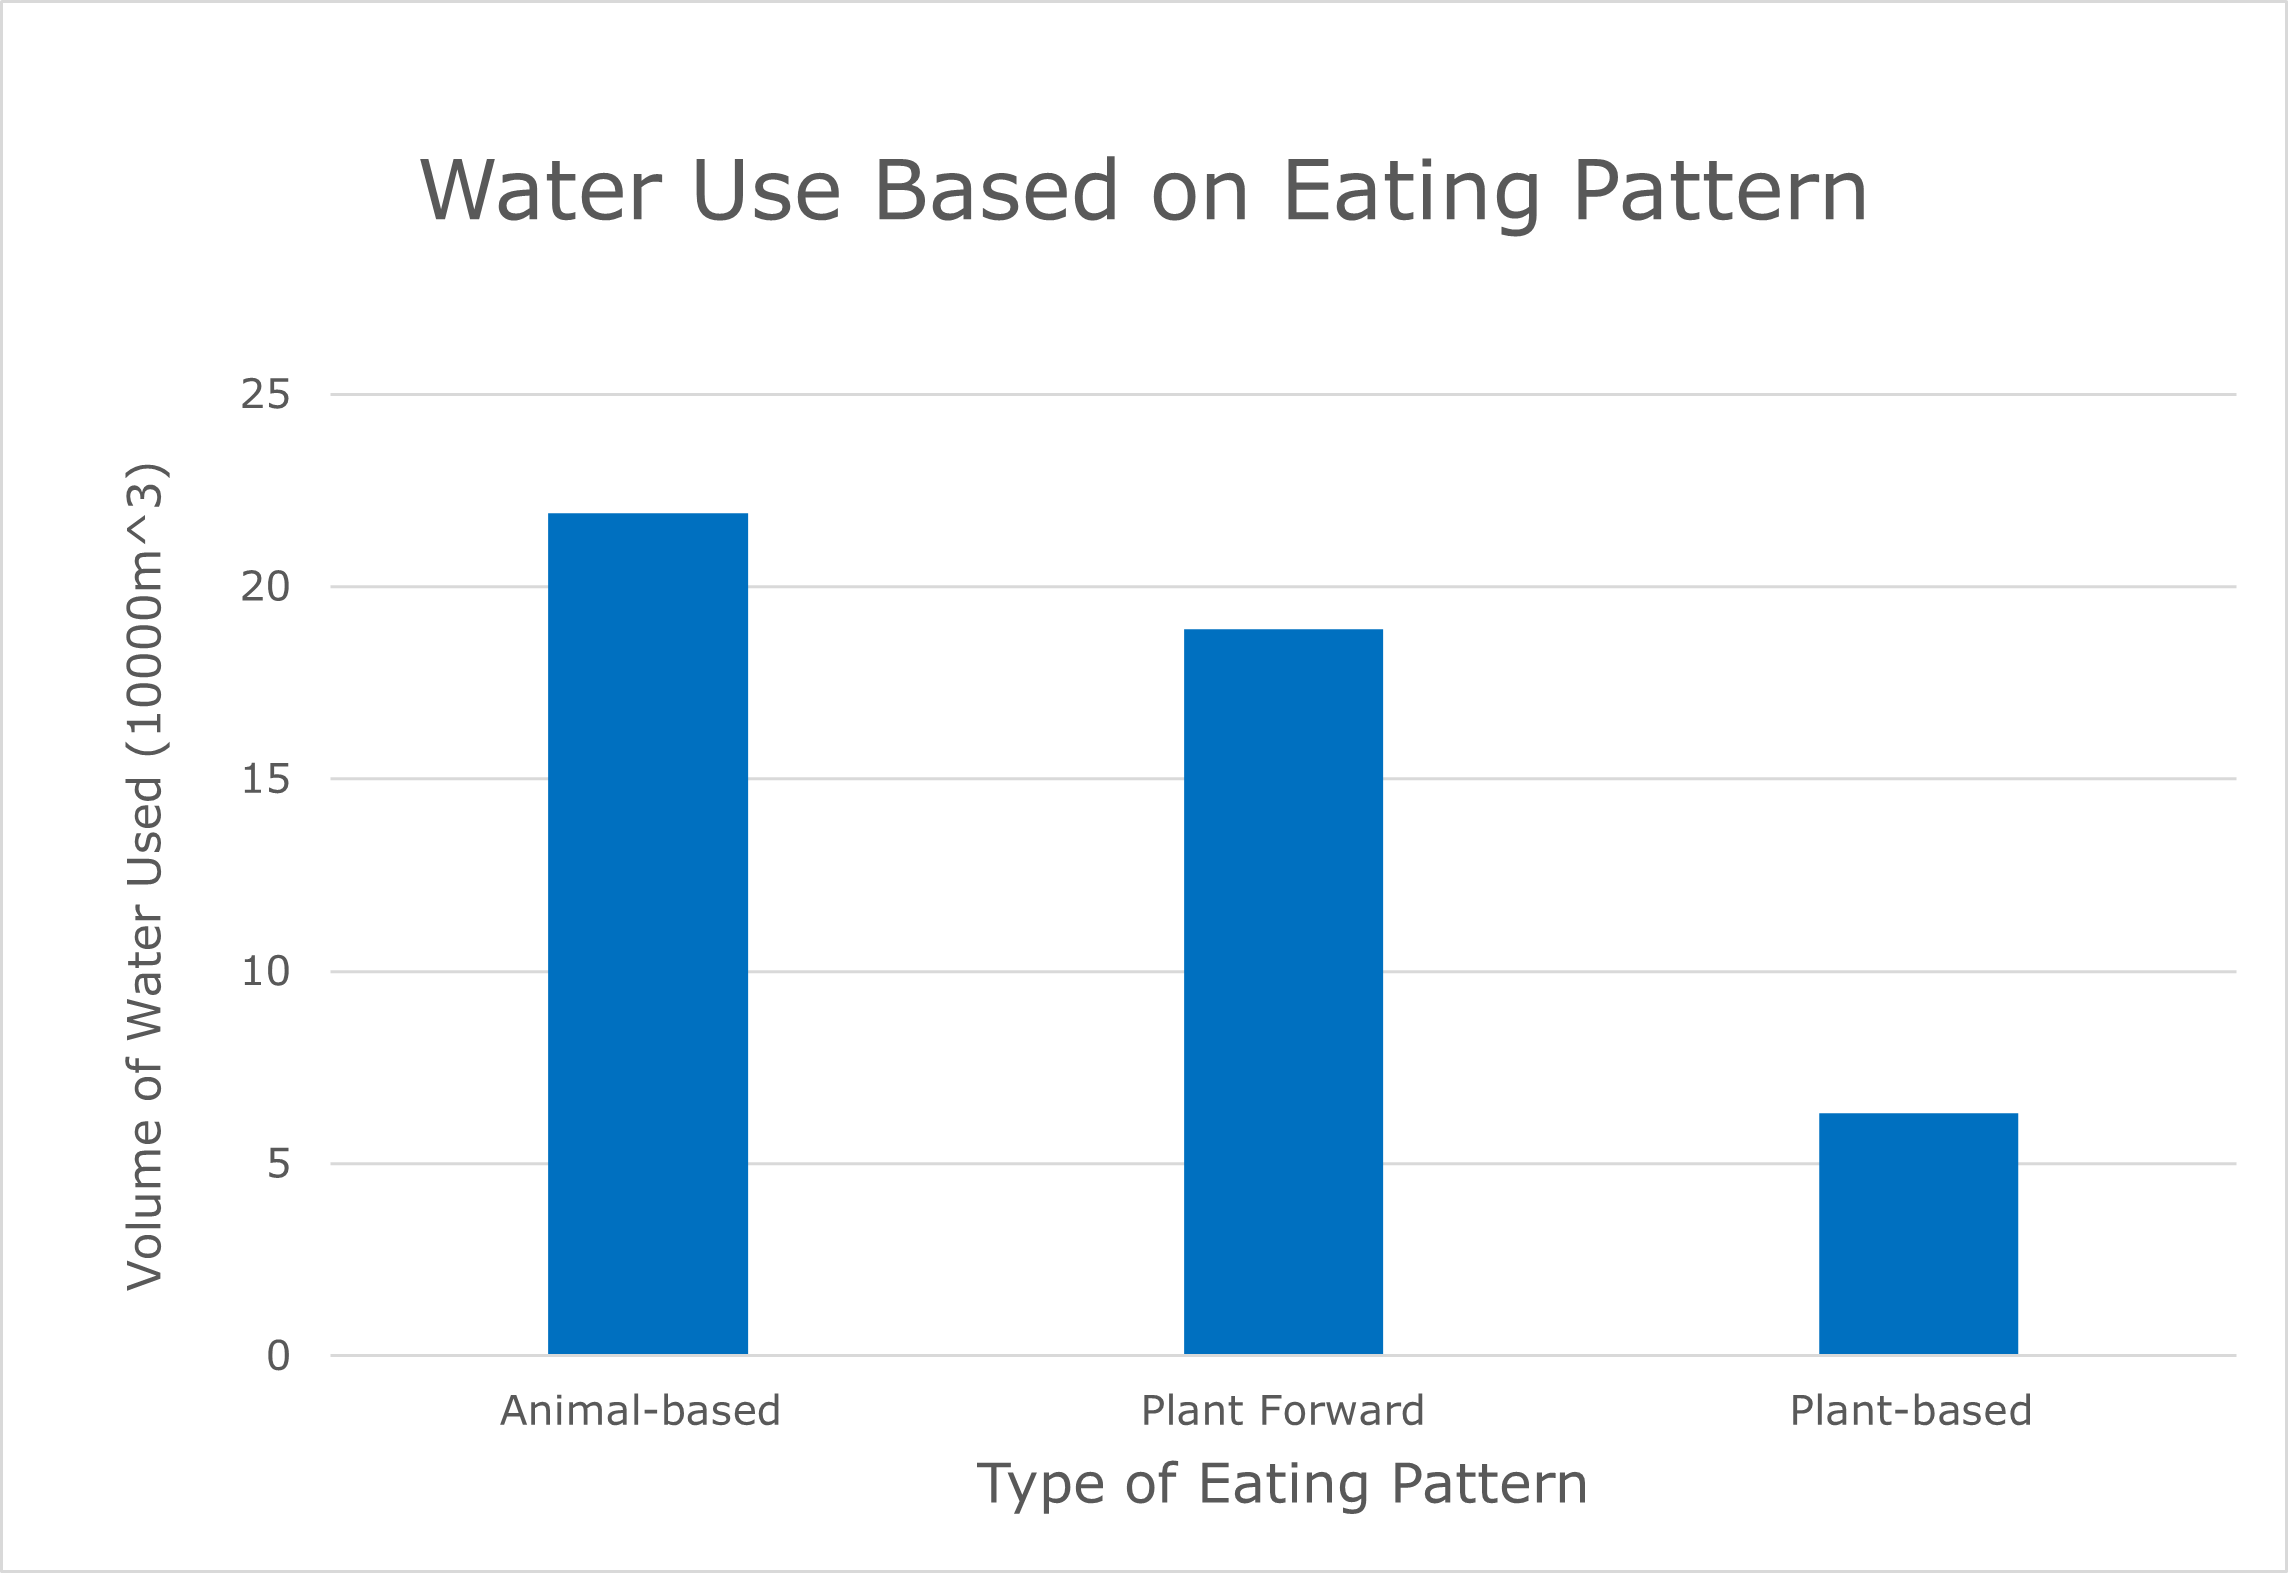 Water Use Based on Eating Pattern
Volume of Water Used (10000m^3)
25
20
15
10
5
0
Animal-based
Plant Forward
Plant-based
Type of Eating Pattern